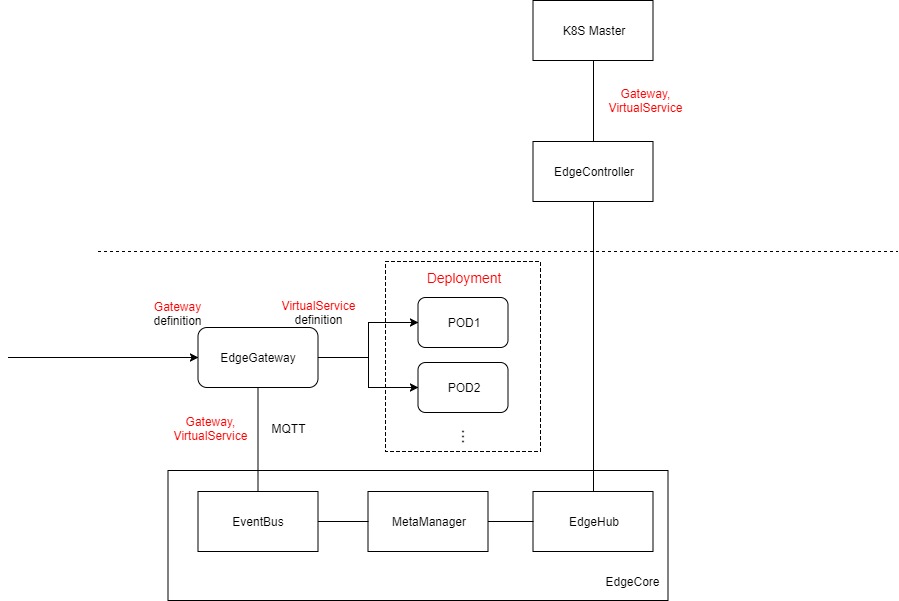 K8S Master
Gateway,
VirtualService
EdgeController
Deployment
Gateway
definition
VirtualService
definition
POD1
EdgeGateway
POD2
Gateway,
VirtualService
MQTT
EventBus
MetaManager
EdgeHub
EdgeCore